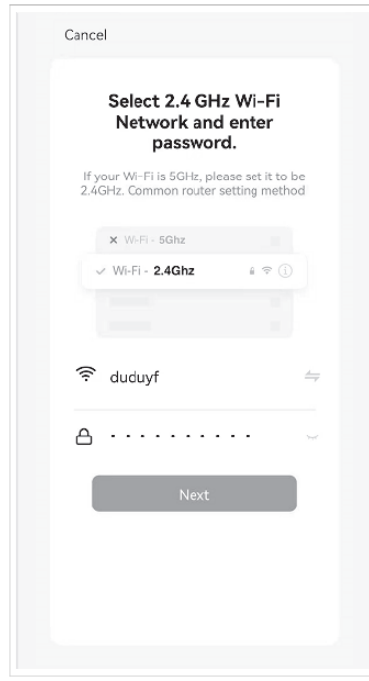 Cancel
Select 2.4 GHz Wi-Fi
Network and enter
password.
If your Wi-Fi is 5GHz, please set it to be
2.4GHz. Common router setting method
Wi-Fi - 5Ghz
Wi-Fi - 2.4Ghz
duduyf
Next